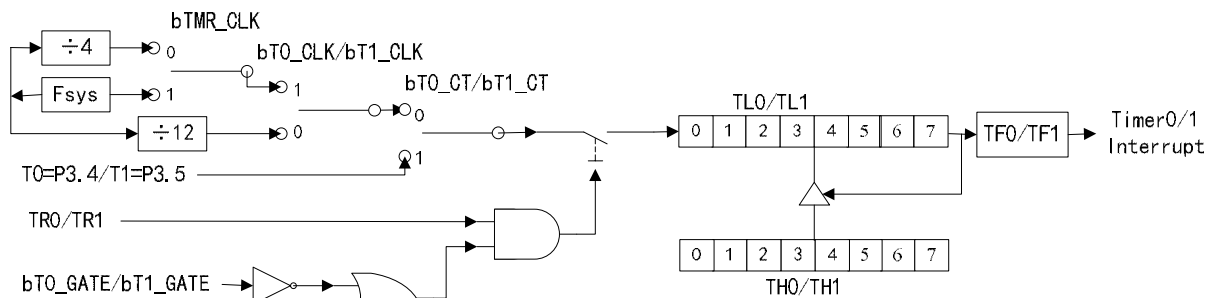 bTMR_CLK
÷4
0
bT0_CLK/bT1_CLK
bT0_CT/bT1_CT
Fsys
1
1
0
TL0/TL1
÷12
0
0 1 2 3 4 5 6 7
TF0/TF1
Timer0/1
Interrupt
1
T0=P3.4/T1=P3.5
TR0/TR1
0 1 2 3 4 5 6 7
bT0_GATE/bT1_GATE
TH0/TH1